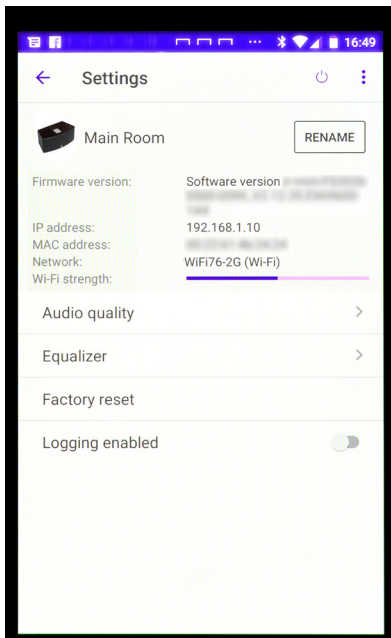 16:49
Settings
Main Room
RENAME
Firmware version: Software version
IP address: 192.168.1.10
MAC address:
Network: WiFi76-2G (Wi-Fi)
Wi-Fi strength:
Audio quality
Equalizer
Factory reset
Logging enabled